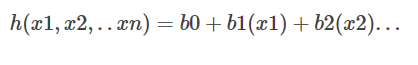 h(x1, x2, . . xn) = b0 + b1(x1) + b2(x2). . .